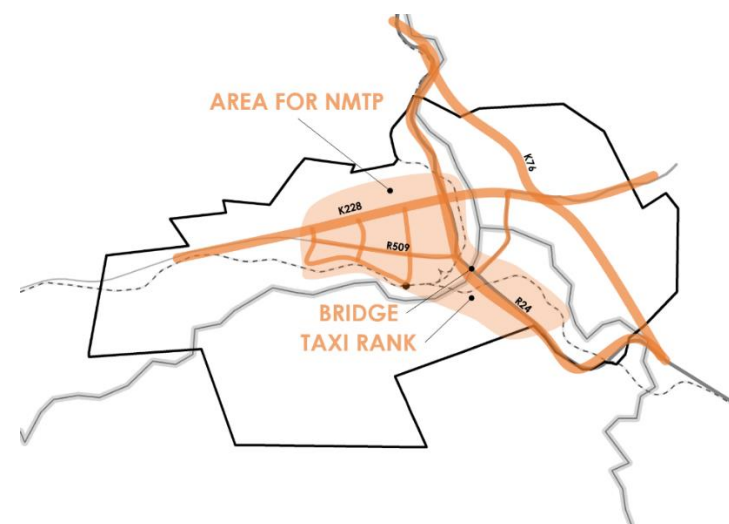 AREA FOR NMTP
K76
K228
R509
BRIDGE
TAXI RANK
R24